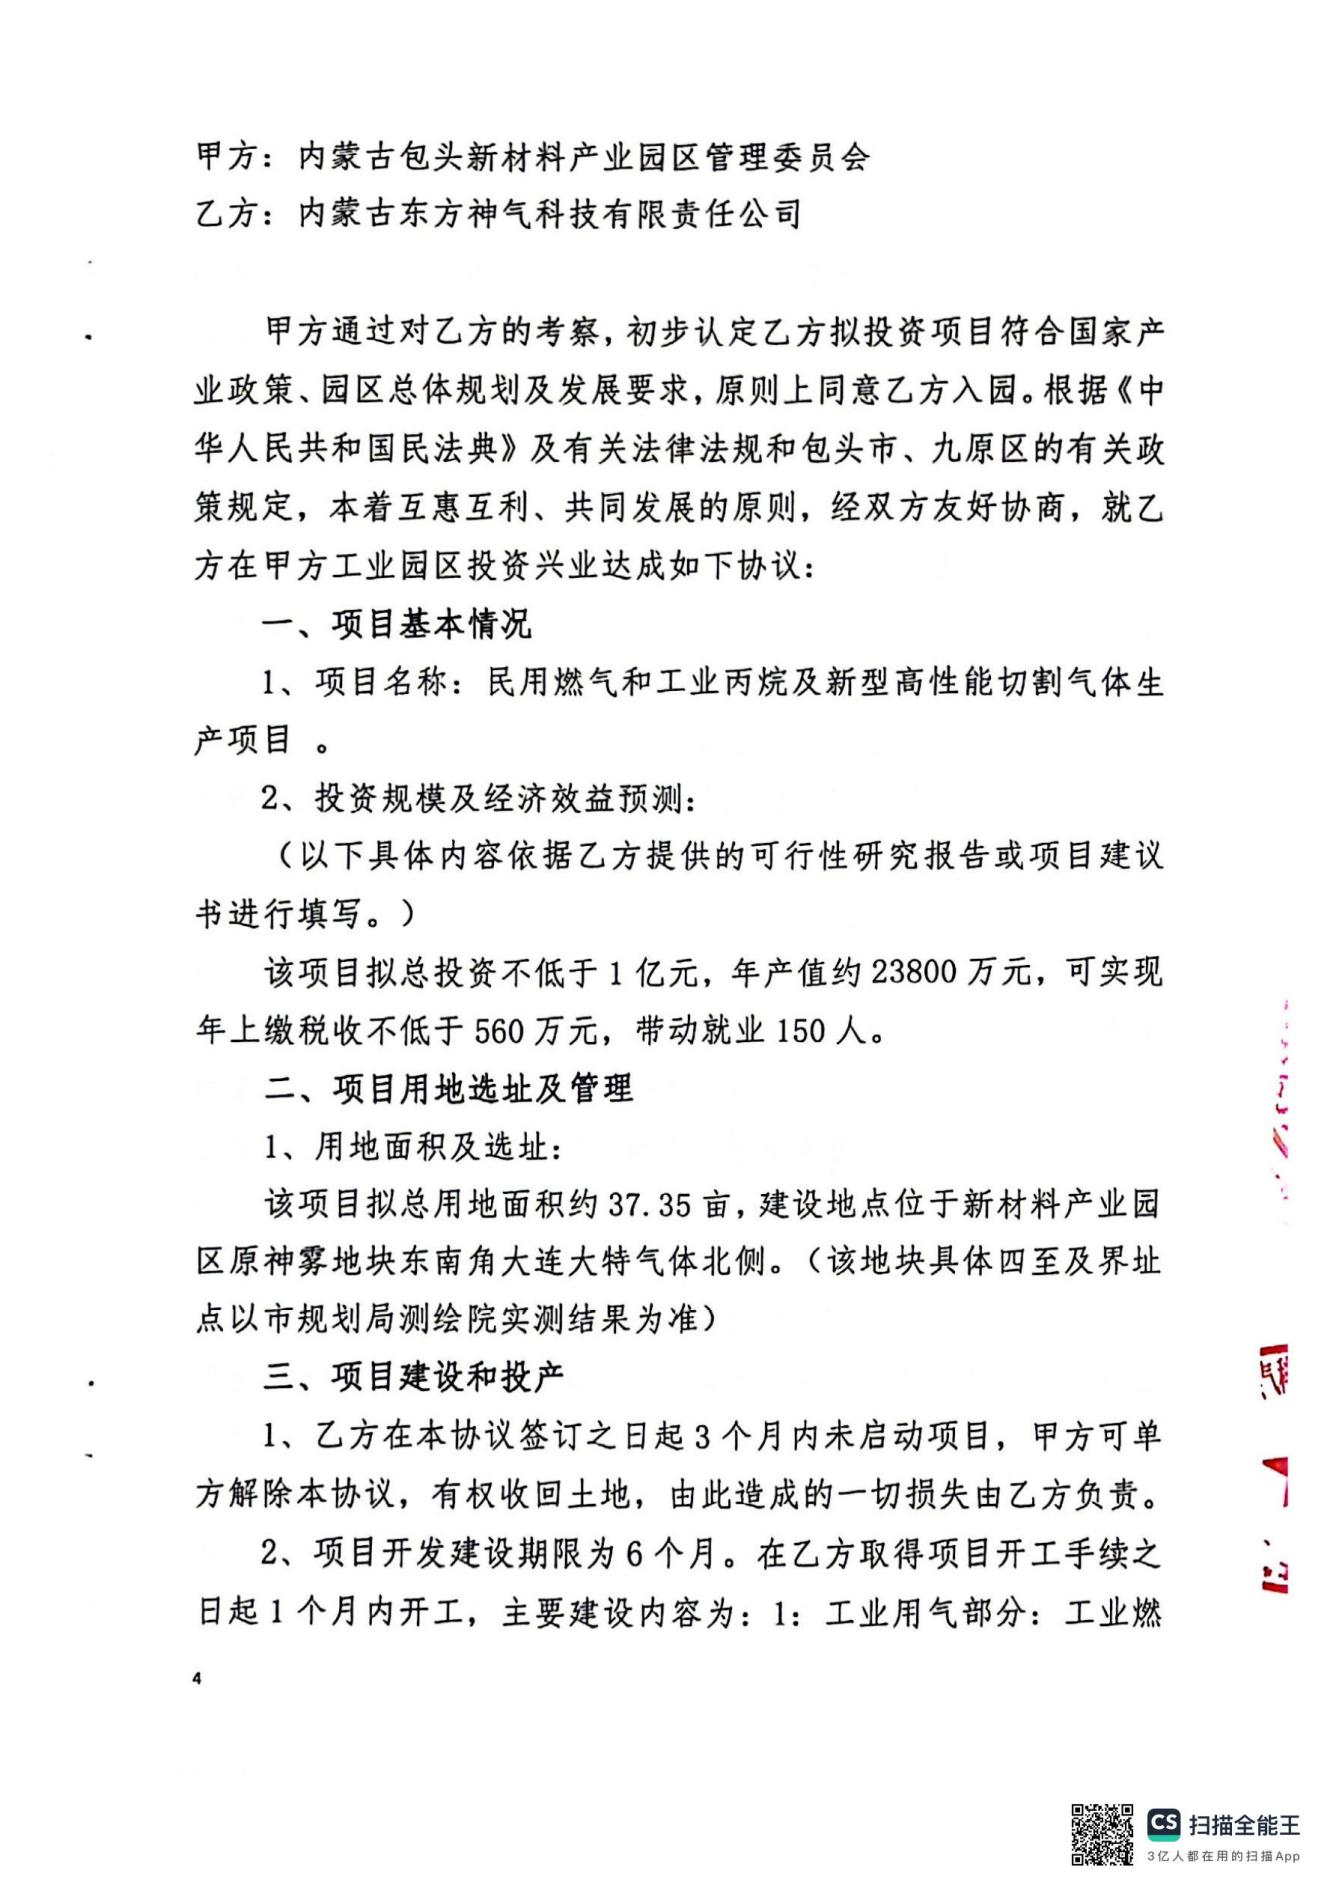 甲方：内蒙古包头新材料产业园区管理委员会
乙方：内蒙古东方神气科技有限责任公司
甲方通过对乙方的考察，初步认定乙方拟投资项目符合国家产
业政策、园区总体规划及发展要求，原则上同意乙方入园。根据《中
华人民共和国民法典》及有关法律法规和包头市、九原区的有关政
策规定，本着互惠互利、共同发展的原则，经双方友好协商，就乙
方在甲方工业园区投资兴业达成如下协议：
一、项目基本情况
1、项目名称：民用燃气和工业丙烷及新型高性能切割气体生
产项目 。
2、投资规模及经济效益预测：
（以下具体内容依据乙方提供的可行性研究报告或项目建议
书进行填写。）
该项目拟总投资不低于1亿元，年产值约23800万元，可实现
年上缴税收不低于560万元，带动就业150人。
二、项目用地选址及管理
1、用地面积及选址：
该项目拟总用地面积约37.35亩，建设地点位于新材料产业园
区原神雾地块东南角大连大特气体北侧。（该地块具体四至及界址
点以市规划局测绘院实测结果为准）
三、项目建设和投产
1、乙方在本协议签订之日起3个月内未启动项目，甲方可单
方解除本协议，有权收回土地，由此造成的一切损失由乙方负责。
2、项目开发建设期限为6个月。在乙方取得项目开工手续之
日起1个月内开工，主要建设内容为：1：工业用气部分：工业燃
4
CS 扫描全能王
3亿人都在用的扫描App